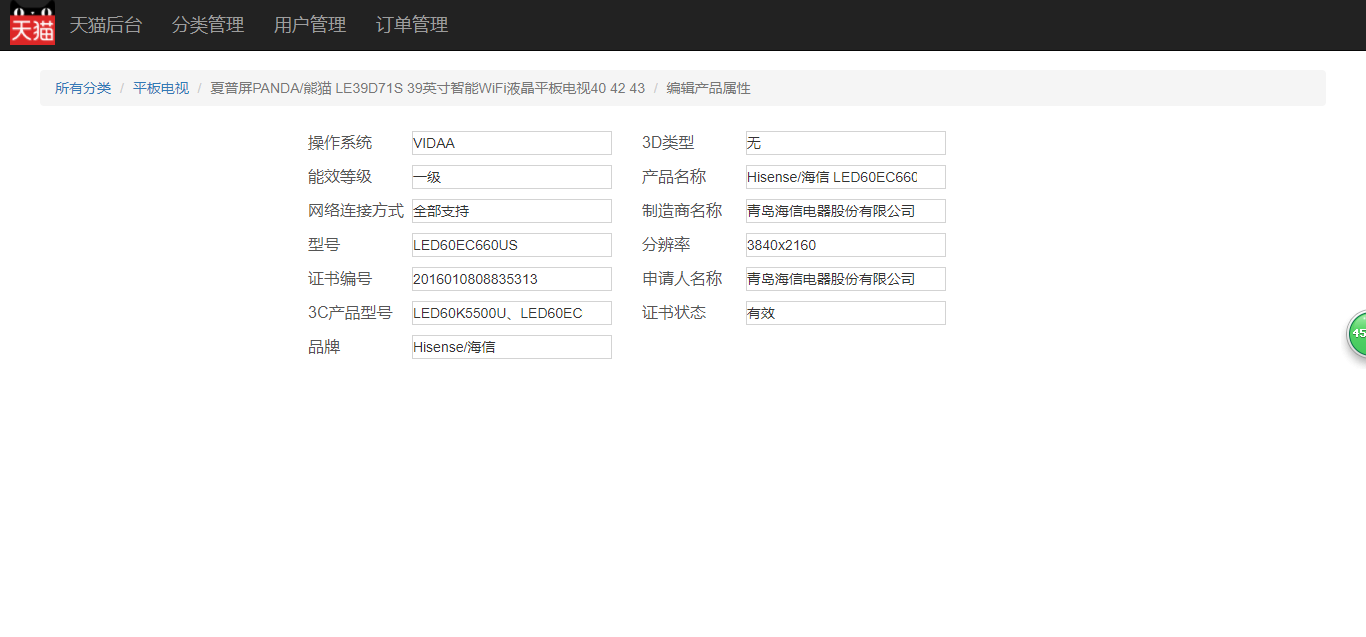 天猫 天猫后台 分类管理 用户管理 订单管理
所有分类 / 平板电视 / 夏普屏PANDA/熊猫 LE39D71S 39英寸智能WiFi液晶平板电视40 42 43 / 编辑产品属性
操作系统 VIDAA 3D类型 无
能效等级 一级 产品名称 Hisense/海信 LED60EC660
网络连接方式 全部支持 制造商名称 青岛海信电器股份有限公司
型号 LED60EC660US 分辨率 3840x2160
证书编号 2016010808835313 申请人名称 青岛海信电器股份有限公司
3C产品型号 LED60K5500U、LED60EC 证书状态 有效
品牌 Hisense/海信
45